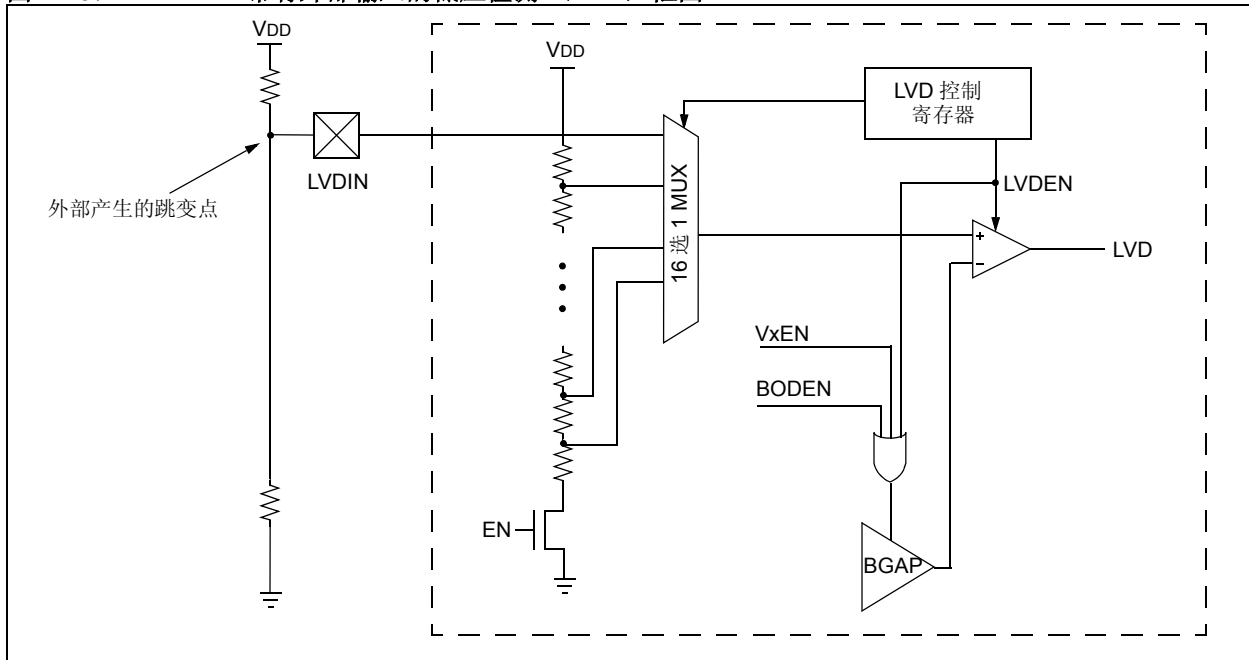 VDD
VDD
LVD 控制
寄存器
LVDIN
外部产生的跳变点
16 选 1 MUX
LVDEN
+
–
LVD
VxEN
BODEN
EN
BGAP